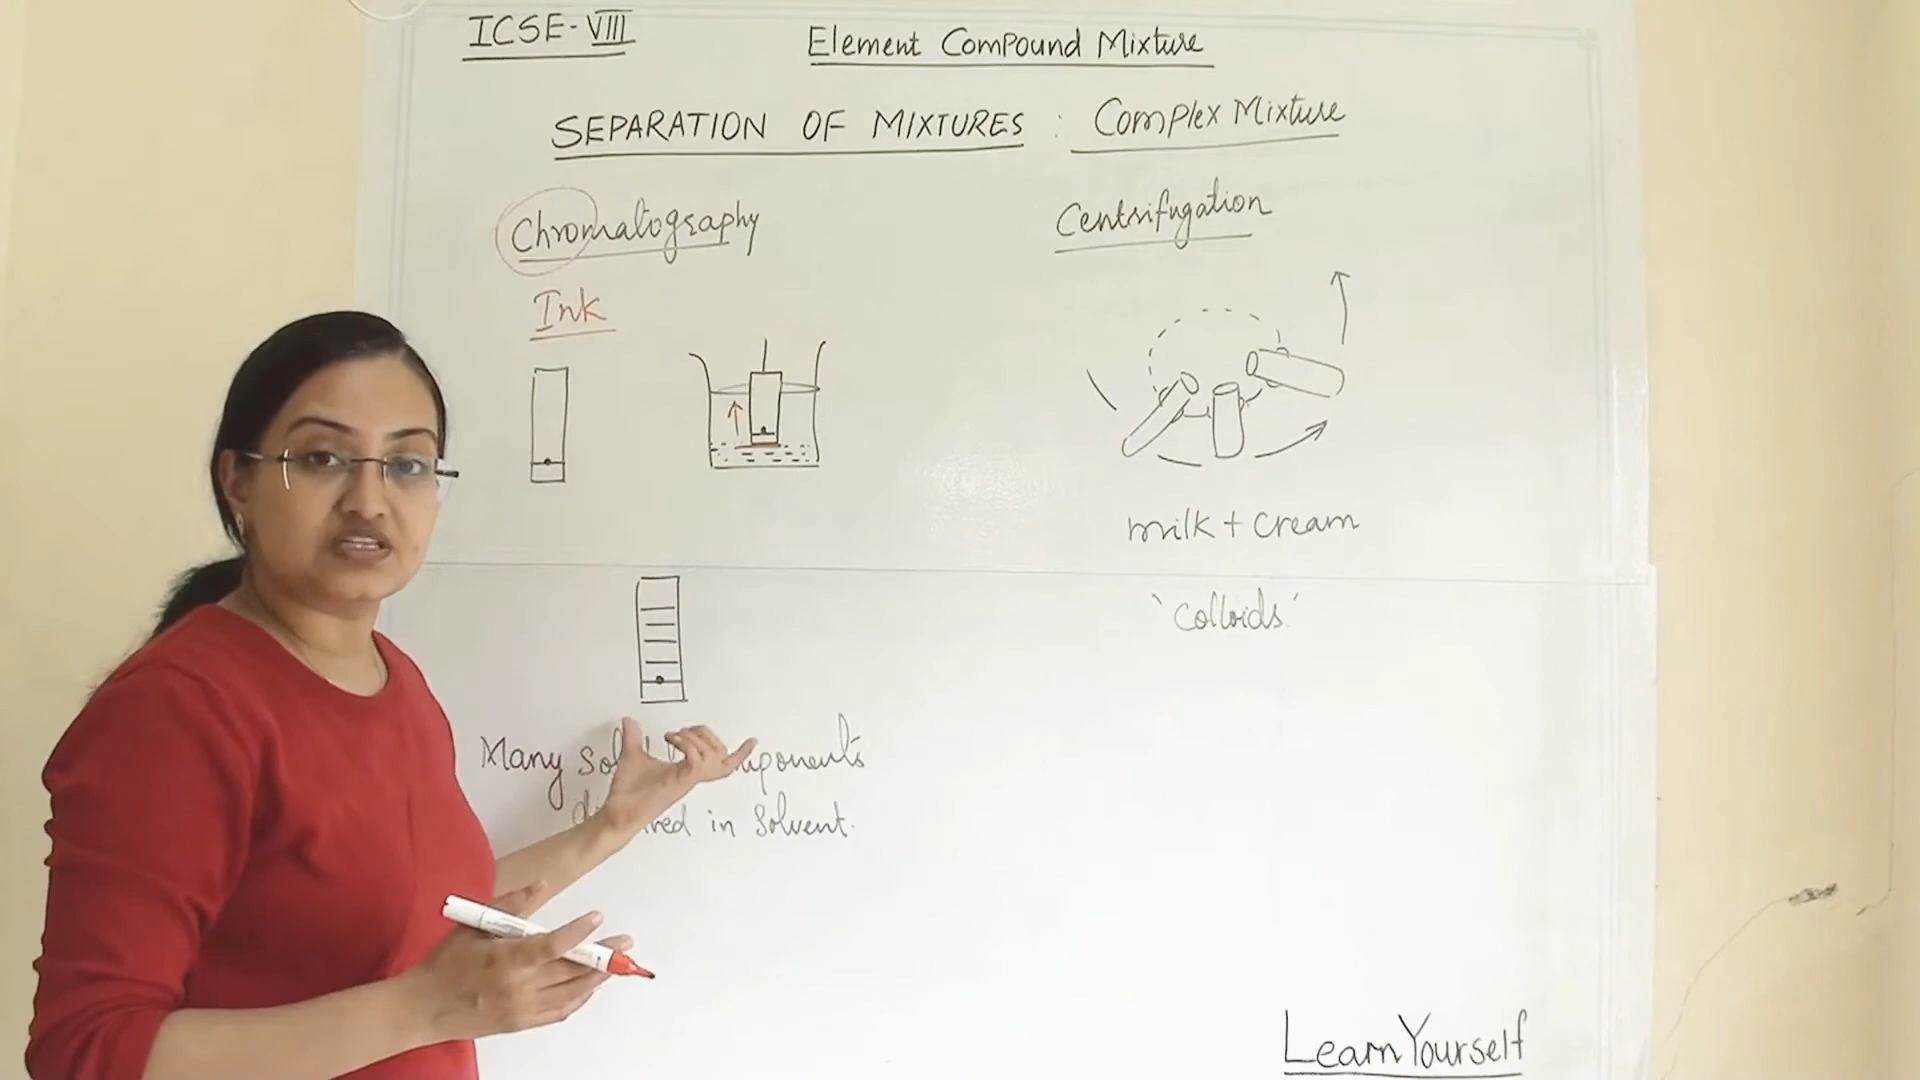 ICSE-VIII
Element Compound Mixture
SEPARATION OF MIXTURES : Complex Mixture
Chromatography
Centrifugation
Ink
milk + cream
'Colloids'
Many
in Solvent.
LearnYourself